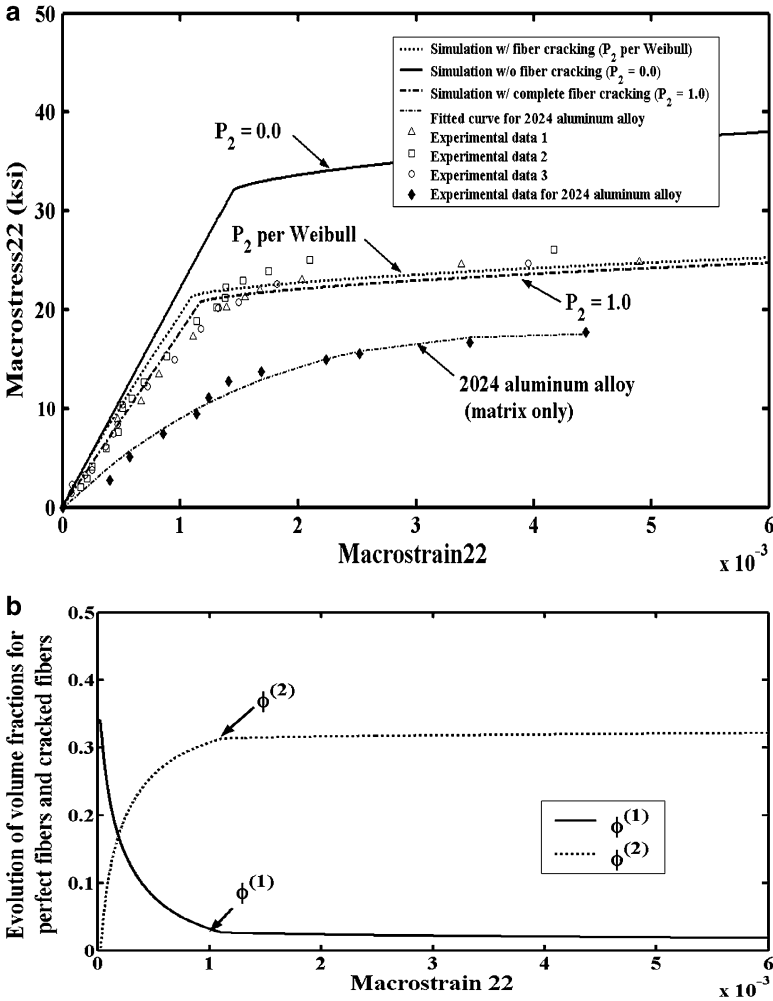 a
50
40
30
20
10
0
Macrostress22 (ksi)
Simulation w/ fiber cracking (P2 per Weibull)
Simulation w/o fiber cracking (P2 = 0.0)
Simulation w/ complete fiber cracking (P2 = 1.0)
Fitted curve for 2024 aluminum alloy
Experimental data 1
Experimental data 2
Experimental data 3
Experimental data for 2024 aluminum alloy
P2 = 0.0
P2 per Weibull
P2 = 1.0
2024 aluminum alloy
(matrix only)
0 1 2 3 4 5 6
Macrostrain22
x 10-3
b
0.5
0.4
0.3
0.2
0.1
0
Evolution of volume fractions for
perfect fibers and cracked fibers
ϕ(2)
ϕ(1)
ϕ(1)
ϕ(2)
0 1 2 3 4 5 6
Macrostrain 22
x 10-3